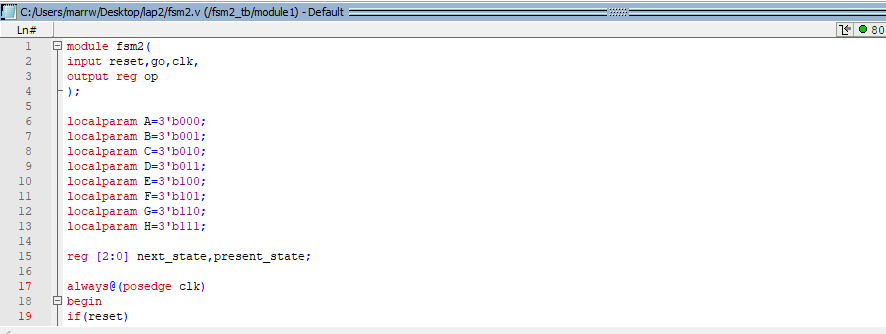 C:/Users/marrw/Desktop/lap2/fsm2.v (/fsm2_tb/module1) - Default
Ln#
80
1 module fsm2(
2 input reset,go,clk,
3 output reg op
4 );
5
6 localparam A=3'b000;
7 localparam B=3'b001;
8 localparam C=3'b010;
9 localparam D=3'b011;
10 localparam E=3'b100;
11 localparam F=3'b101;
12 localparam G=3'b110;
13 localparam H=3'b111;
14
15 reg [2:0] next_state,present_state;
16
17 always@(posedge clk)
18 begin
19 if(reset)